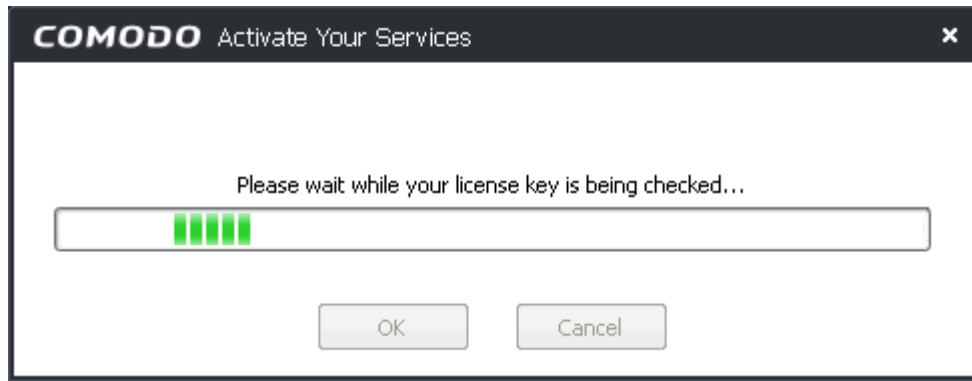 COMODO Activate Your Services
Please wait while your license key is being checked...
OK Cancel